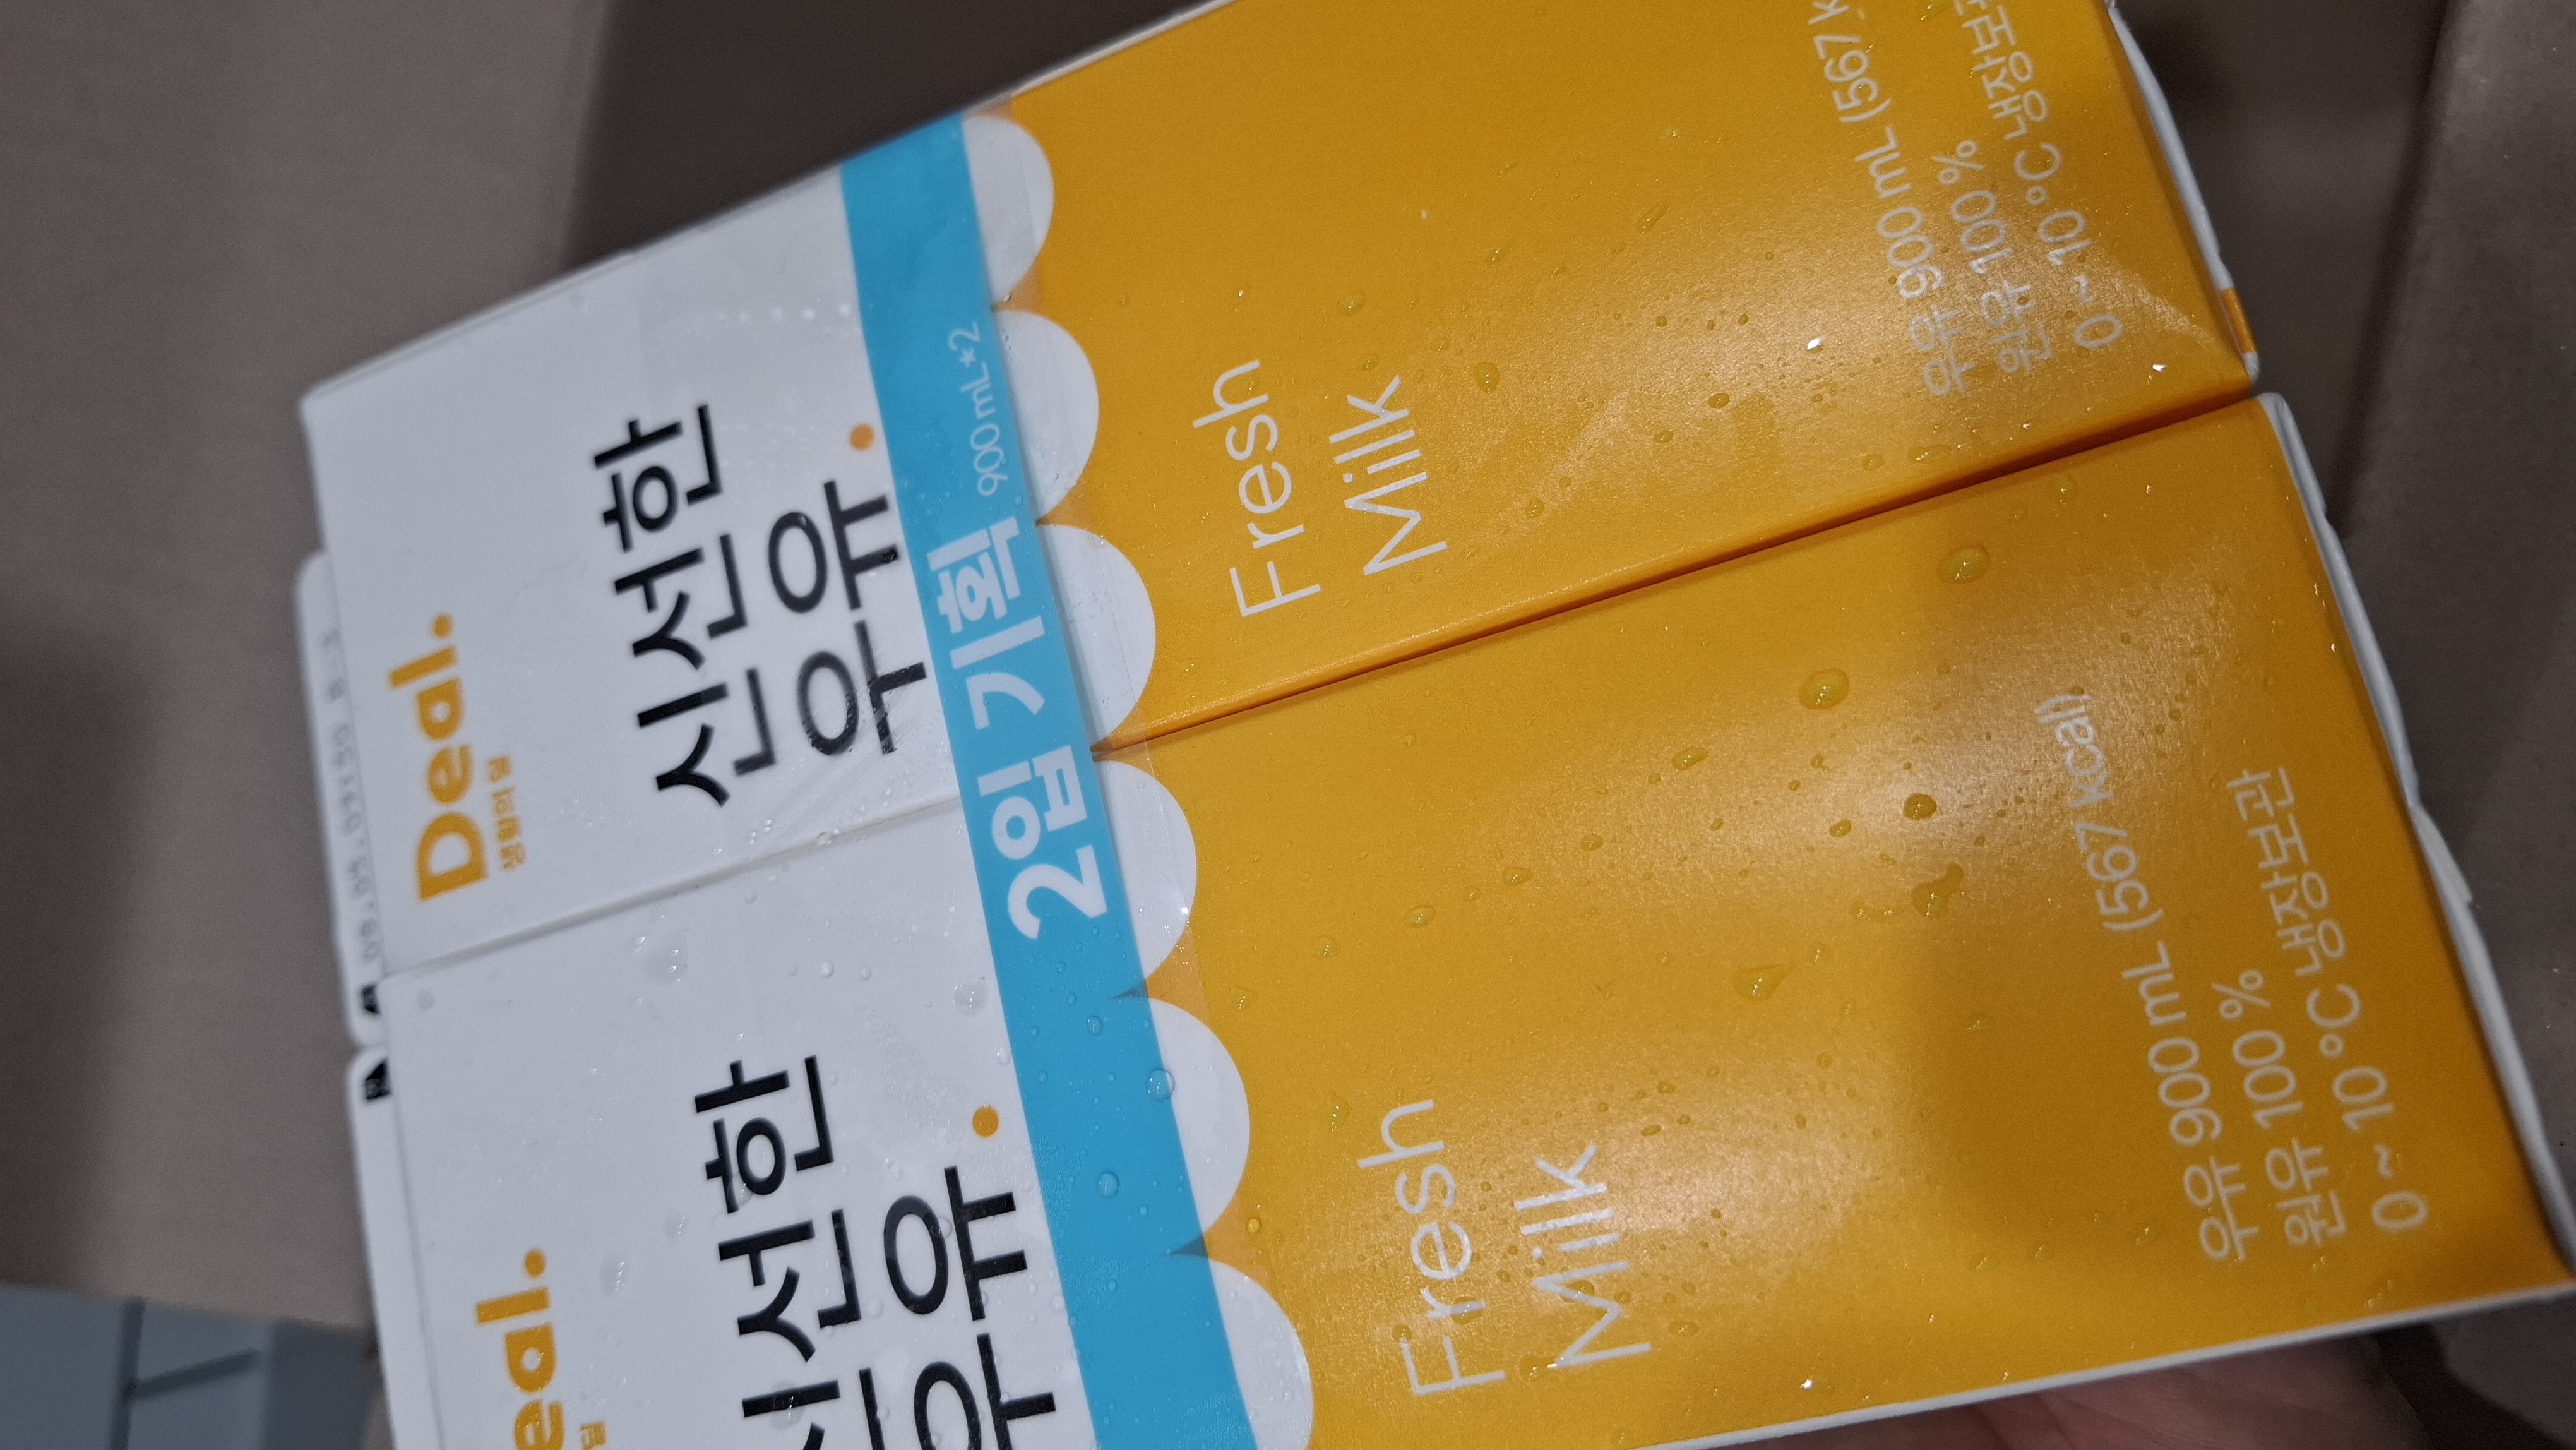 Deal.
생활의 딜
신선한
우유.
2입 기획 900 mL*2
Fresh
Milk
우유 900 mL (567 k
원유 100 %
0 ~ 10 °C 냉장보관
eal.
딜
신선한
우유.
Fresh
Milk
우유 900 mL (567 kcal)
원유 100 %
0 ~ 10 °C 냉장보관